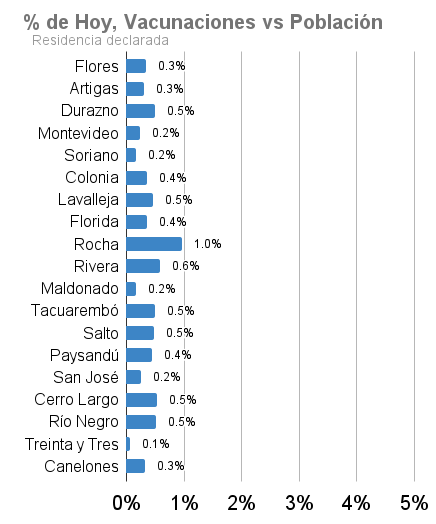 % de Hoy, Vacunaciones vs Población
Residencia declarada
Flores 0.3%
Artigas 0.3%
Durazno 0.5%
Montevideo 0.2%
Soriano 0.2%
Colonia 0.4%
Lavalleja 0.5%
Florida 0.4%
Rocha 1.0%
Rivera 0.6%
Maldonado 0.2%
Tacuarembó 0.5%
Salto 0.5%
Paysandú 0.4%
San José 0.2%
Cerro Largo 0.5%
Río Negro 0.5%
Treinta y Tres 0.1%
Canelones 0.3%
0% 1% 2% 3% 4% 5%